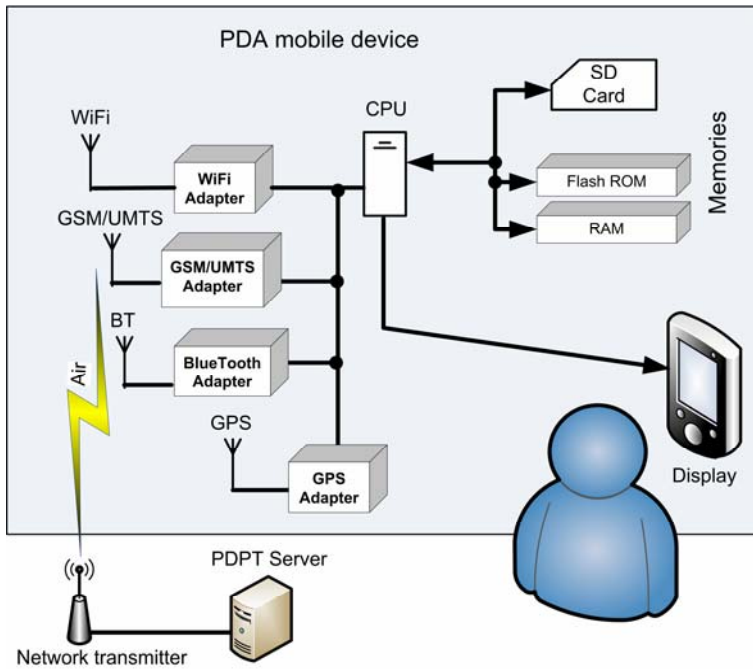 PDA mobile device
WiFi
WiFi
Adapter
CPU
SD
Card
Memories
Flash ROM
RAM
GSM/UMTS
GSM/UMTS
Adapter
BT
BlueTooth
Adapter
Air
GPS
GPS
Adapter
Display
PDPT Server
Network transmitter